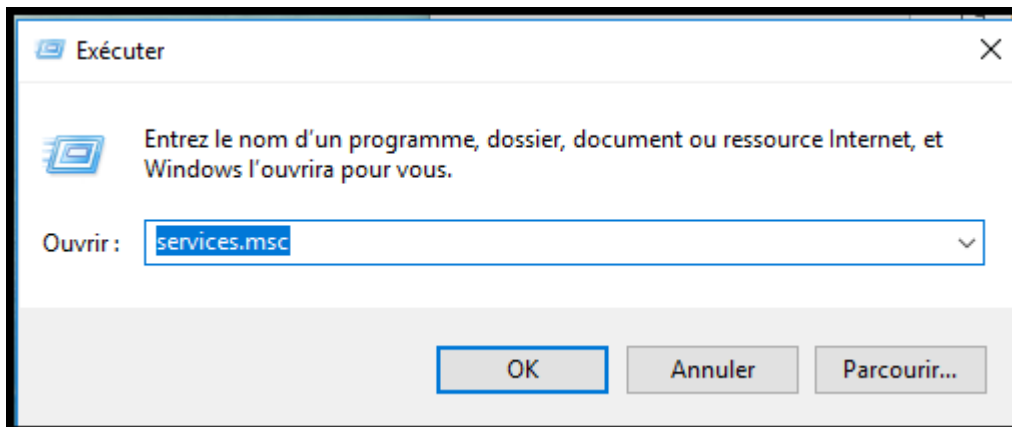 Exécuter
Entrez le nom d'un programme, dossier, document ou ressource Internet, et
Windows l'ouvrira pour vous.
Ouvrir : services.msc
OK Annuler Parcourir...